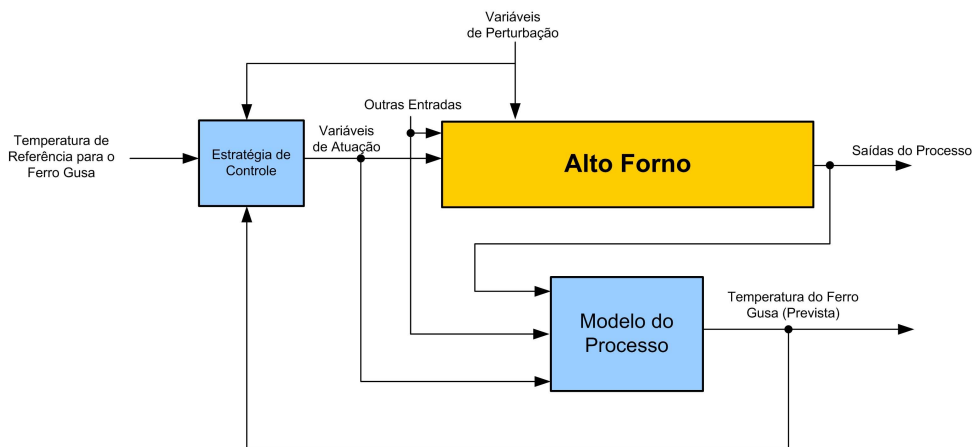 Variáveis
de Perturbação
Outras Entradas
Temperatura de
Referência para o
Ferro Gusa
Estratégia de
Controle
Variáveis
de Atuação
Alto Forno
Saídas do Processo
Modelo do
Processo
Temperatura do Ferro
Gusa (Prevista)